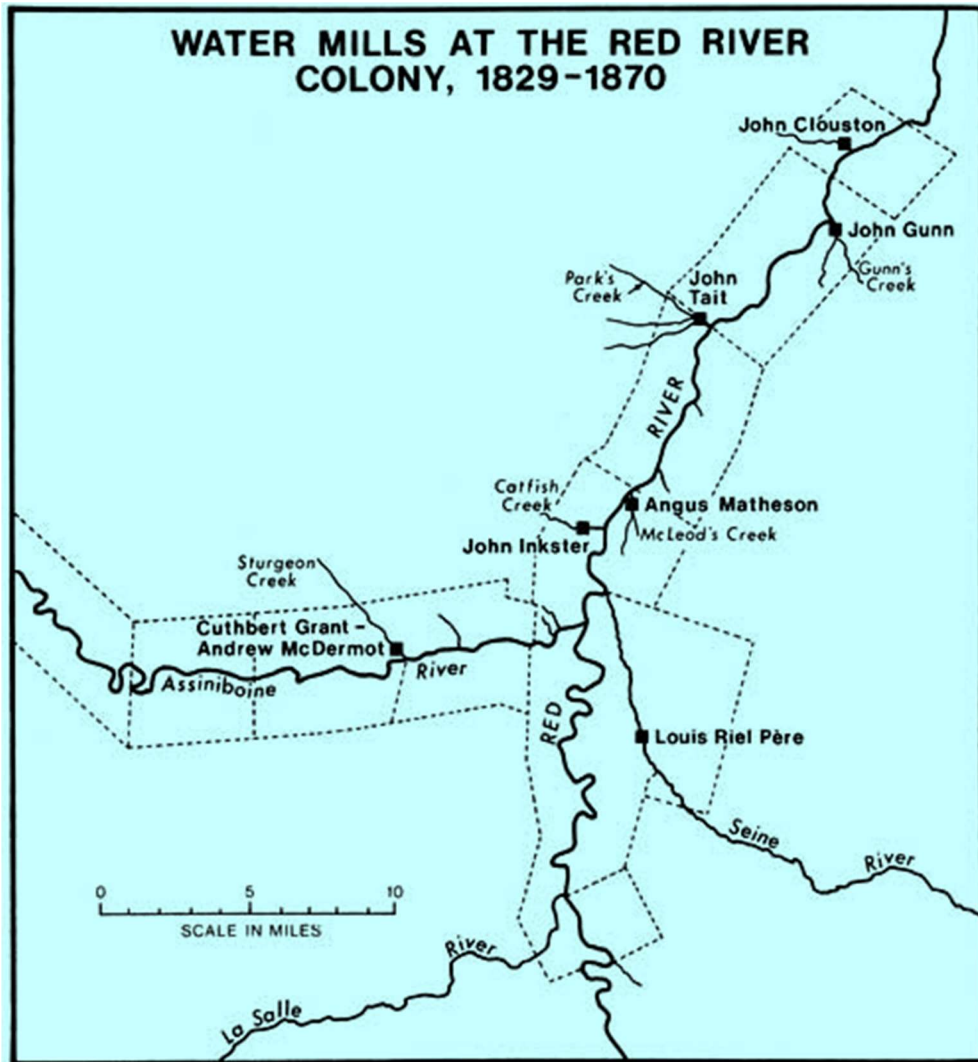 WATER MILLS AT THE RED RIVER
COLONY, 1829-1870
John Clouston
John Gunn
Gunn's
Creek
Park's
Creek
John
Tait
RIVER
Catfish
Creek
Angus Matheson
McLeod's Creek
John Inkster
Sturgeon
Creek
Cuthbert Grant-
Andrew McDermot
River
Assiniboine
RED
Louis Riel Père
Seine
River
0 5 10
SCALE IN MILES
River
La Salle